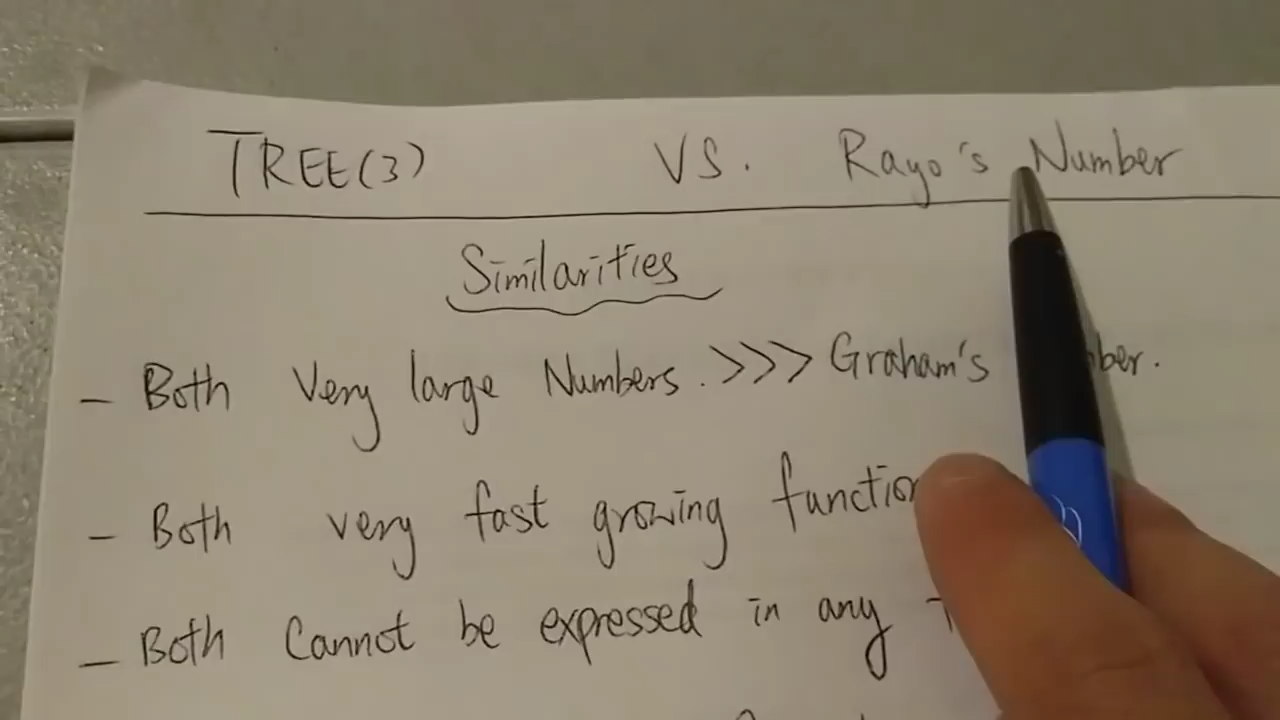 TREE(3) VS. Rayo's Number
Similarities
- Both Very large Numbers. >>> Graham's
- Both very fast growing function
- Both Cannot be expressed in any